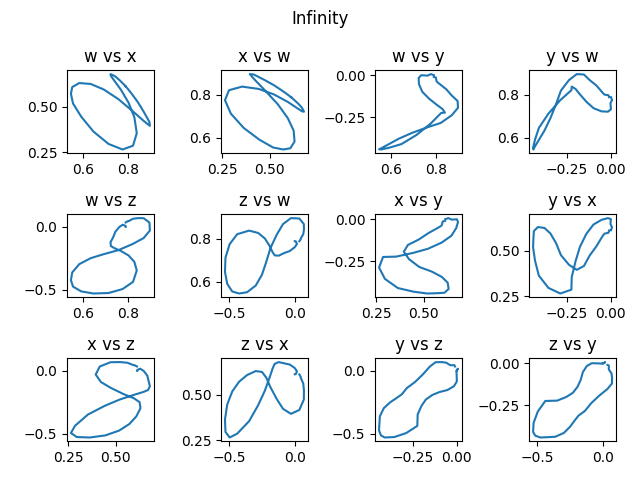 Infinity
w vs x
x vs w
w vs y
y vs w
0.50
0.25
0.6 0.8
0.8
0.6
0.25 0.50
0.00
−0.25
0.6 0.8
0.8
0.6
−0.25 0.00
w vs z
z vs w
x vs y
y vs x
0.0
−0.5
0.6 0.8
0.8
0.6
−0.5 0.0
0.00
−0.25
0.25 0.50
0.50
0.25
−0.25 0.00
x vs z
z vs x
y vs z
z vs y
0.0
−0.5
0.25 0.50
0.50
0.25
−0.5 0.0
0.0
−0.5
−0.25 0.00
0.00
−0.25
−0.5 0.0